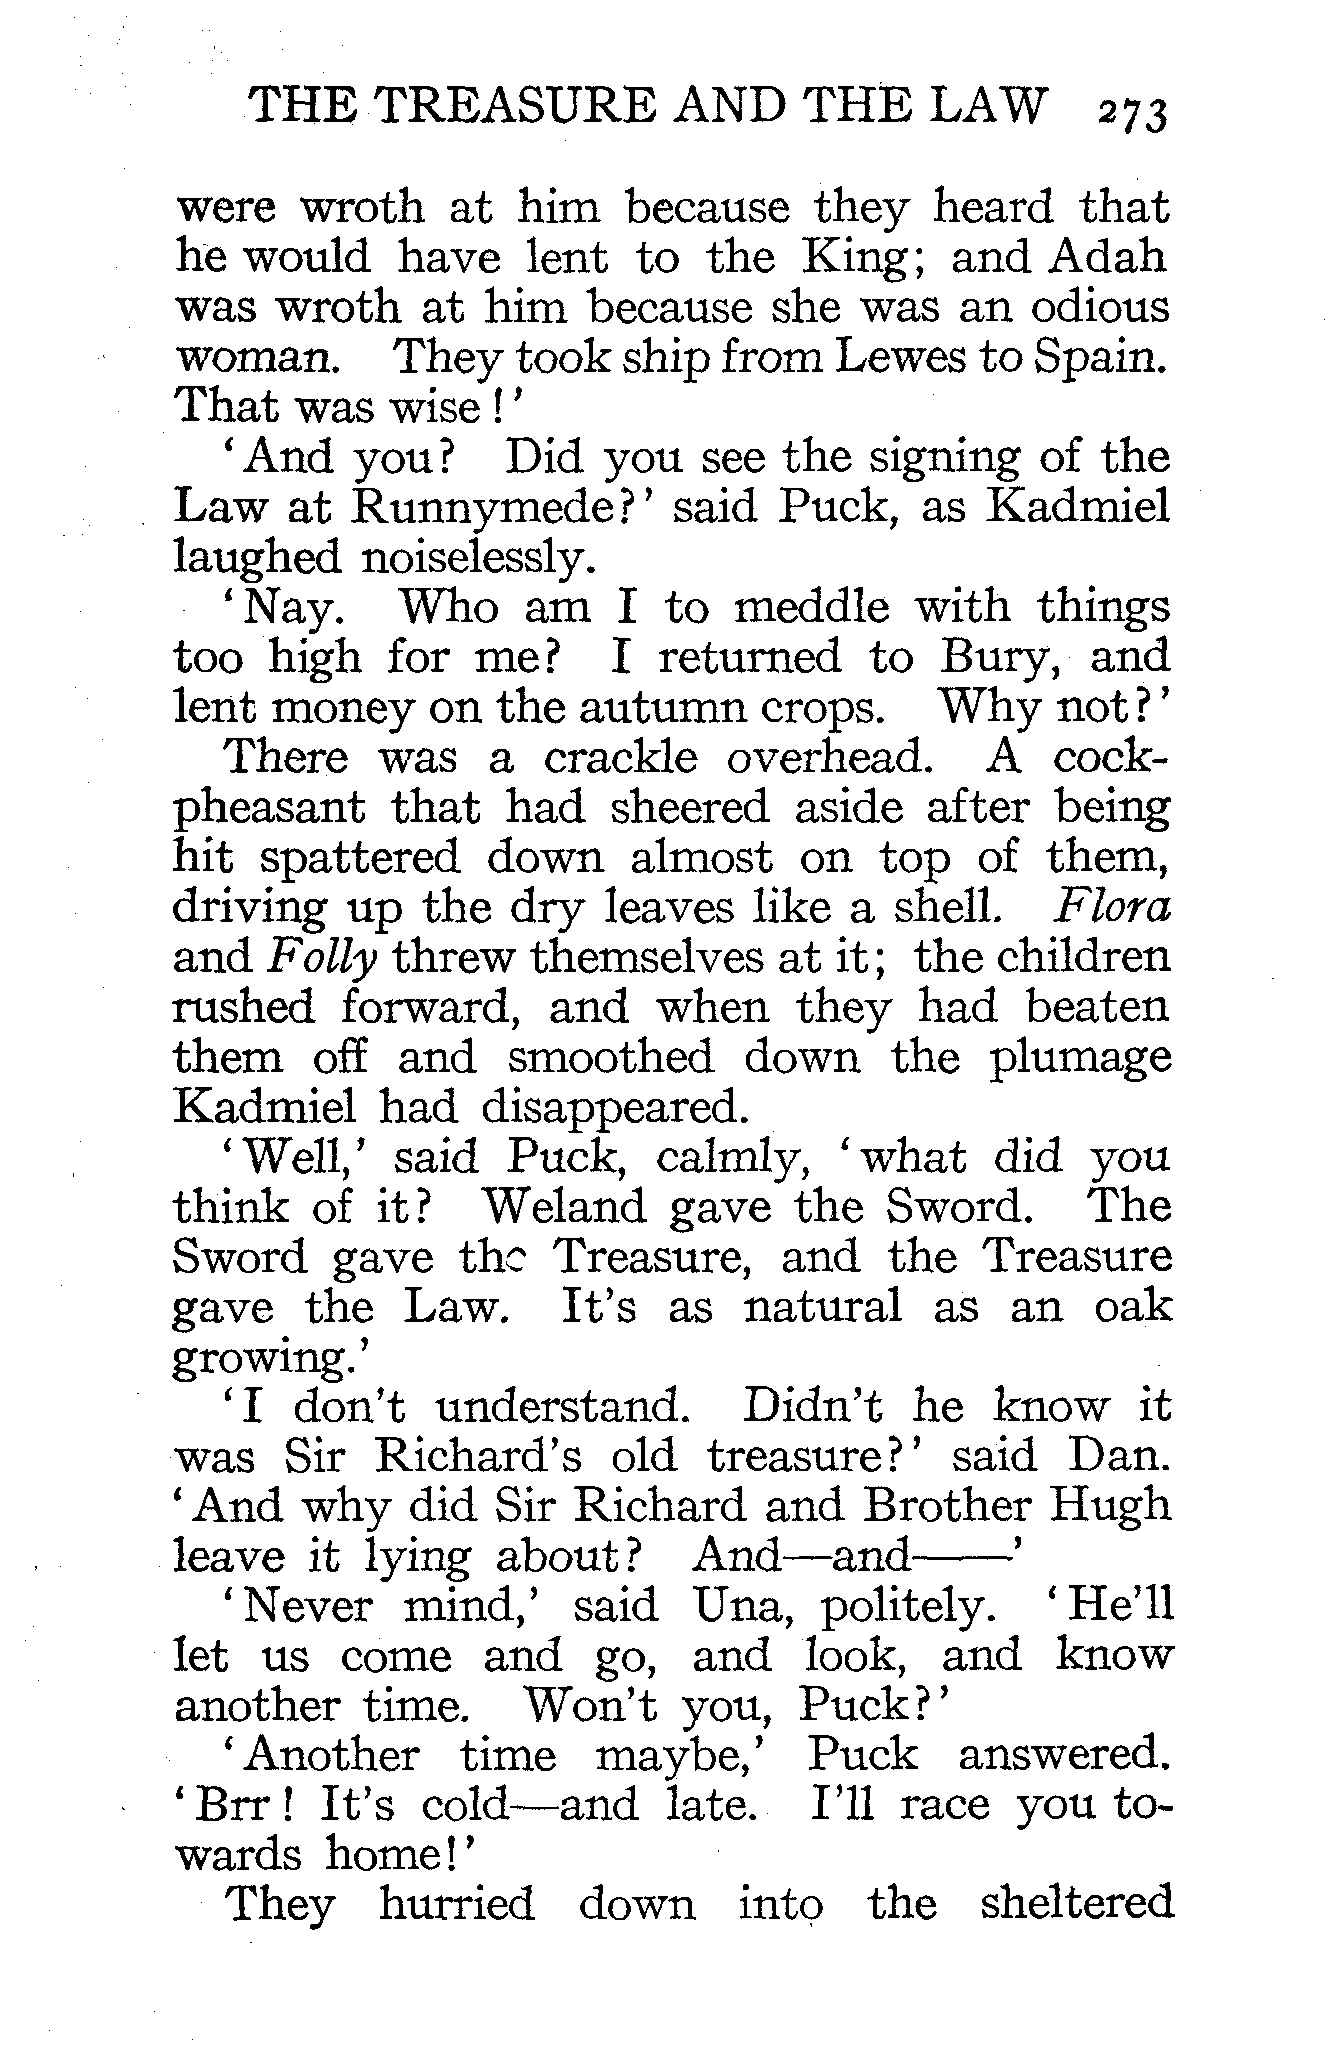 THE TREASURE AND THE LAW 273
were wroth at him because they heard that
he would have lent to the King; and Adah
was wroth at him because she was an odious
woman. They took ship from Lewes to Spain.
That was wise!'
'And you? Did you see the signing of the
Law at Runnymede?' said Puck, as Kadmiel
laughed noiselessly.
'Nay. Who am I to meddle with things
too high for me? I returned to Bury, and
lent money on the autumn crops. Why not?'
There was a crackle overhead. A cock-
pheasant that had sheered aside after being
hit spattered down almost on top of them,
driving up the dry leaves like a shell. Flora
and Folly threw themselves at it; the children
rushed forward, and when they had beaten
them off and smoothed down the plumage
Kadmiel had disappeared.
'Well,' said Puck, calmly, 'what did you
think of it? Weland gave the Sword. The
Sword gave the Treasure, and the Treasure
gave the Law. It's as natural as an oak
growing.'
'I don't understand. Didn't he know it
was Sir Richard's old treasure?' said Dan.
'And why did Sir Richard and Brother Hugh
leave it lying about? And—and——'
'Never mind,' said Una, politely. 'He'll
let us come and go, and look, and know
another time. Won't you, Puck?'
'Another time maybe,' Puck answered.
'Brr! It's cold—and late. I'll race you to-
wards home!'
They hurried down into the sheltered